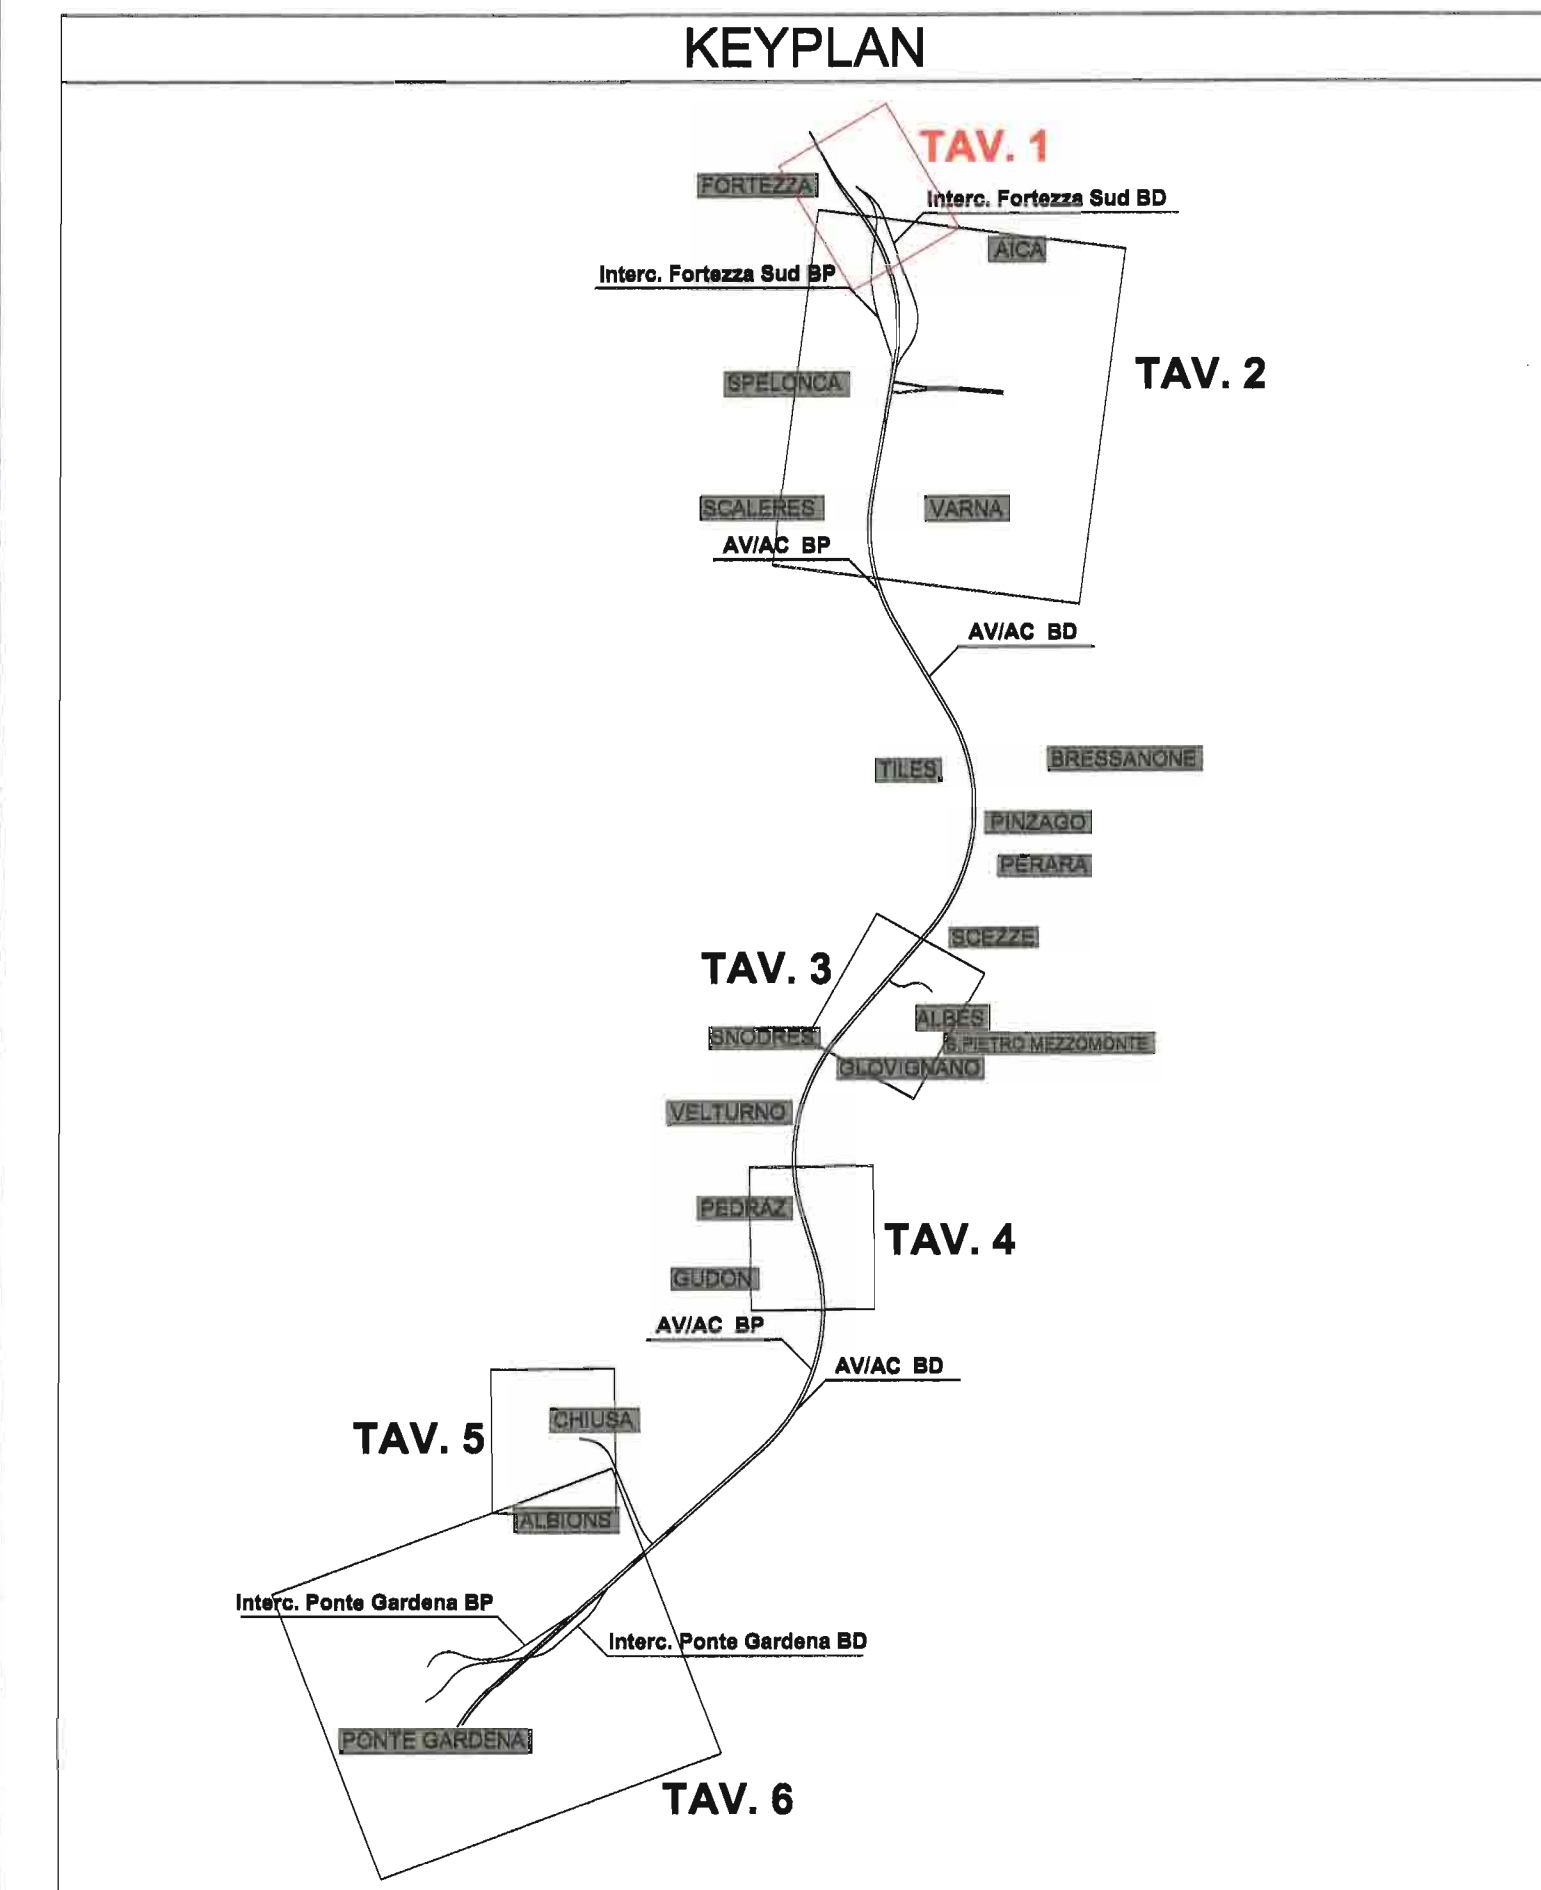 KEYPLAN
TAV. 1
FORTEZZA
Interc. Fortezza Sud BD
AICA
Interc. Fortezza Sud BP
TAV. 2
SPELONCA
SCALERES
VARNA
AV/AC BP
AV/AC BD
TILES
BRESSANONE
PINZAGO
PERARA
SCEZZE
TAV. 3
ALBES
SNODRES
S.PIETRO MEZZOMONTE
GLOVIGNANO
VELTURNO
PEDRAZ
TAV. 4
GUDON
AV/AC BP
AV/AC BD
CHIUSA
TAV. 5
ALBIONS
Interc. Ponte Gardena BP
Interc. Ponte Gardena BD
PONTE GARDENA
TAV. 6